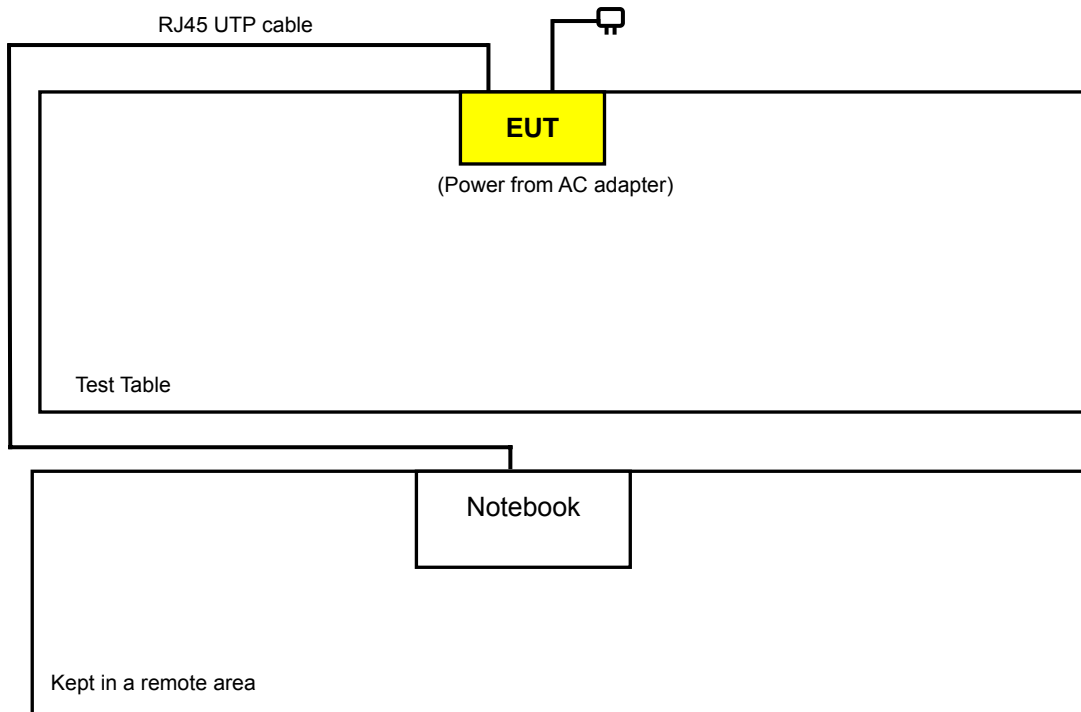 RJ45 UTP cable
EUT
(Power from AC adapter)
Test Table
Notebook
Kept in a remote area